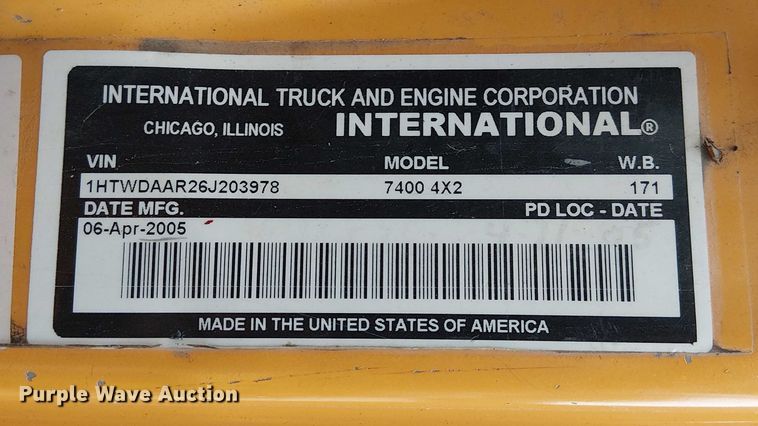 INTERNATIONAL TRUCK AND ENGINE CORPORATION
CHICAGO, ILLINOIS INTERNATIONAL®
VIN MODEL W.B.
1HTWDAAR26J203978 7400 4X2 171
DATE MFG. PD LOC - DATE
06-Apr-2005
MADE IN THE UNITED STATES OF AMERICA
Purple Wave Auction